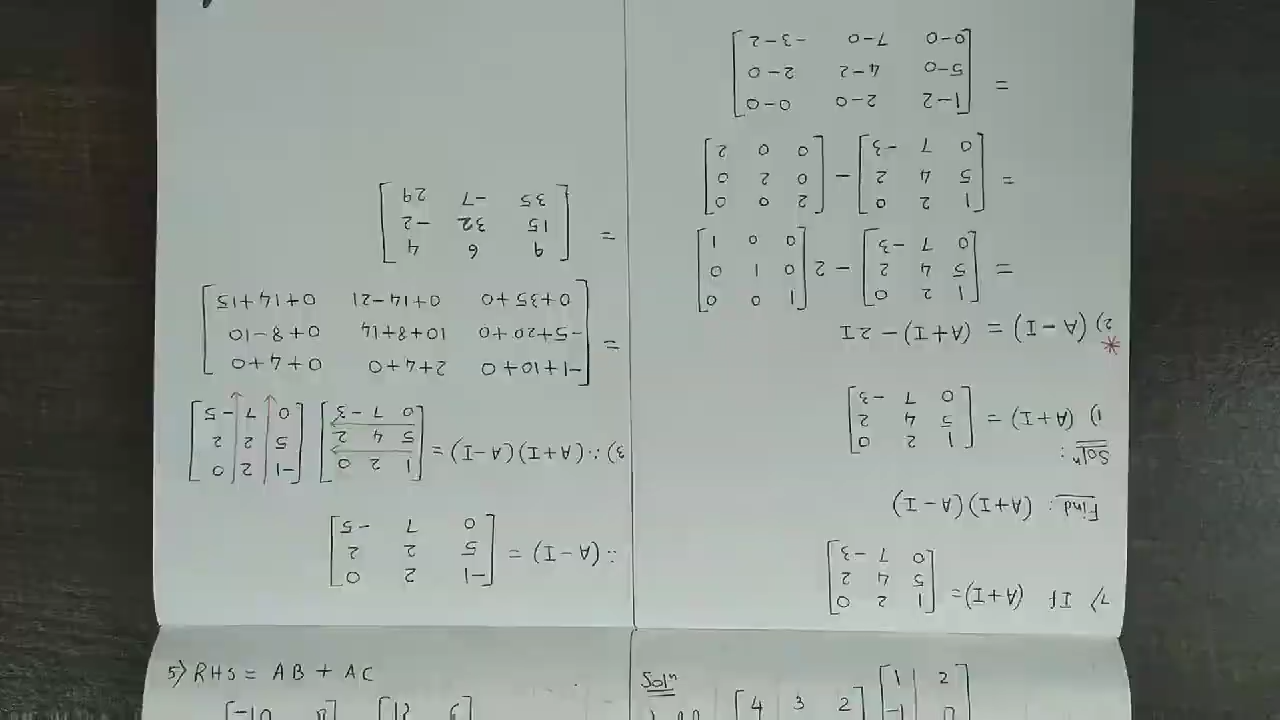 7) If (A+I)= [1 2 0
5 4 2
0 7 -3]
Find: (A+I)(A-I)
Solⁿ:
1) (A+I) = [1 2 0
5 4 2
0 7 -3]
* 2) (A-I) = (A+I) - 2I
= [1 2 0
5 4 2
0 7 -3] - 2 [1 0 0
0 1 0
0 0 1]
= [1 2 0
5 4 2
0 7 -3] - [2 0 0
0 2 0
0 0 2]
= [1-2 2-0 0-0
5-0 4-2 2-0
0-0 7-0 -3-2]
∴ (A-I) = [-1 2 0
5 2 2
0 7 -5]
3) ∴ (A+I)(A-I) = [1 2 0
5 4 2
0 7 -3] [-1 2 0
5 2 2
0 7 -5]
= [-1+10+0 2+4+0 0+4+0
-5+20+0 10+8+14 0+8-10
0+35+0 0+14-21 0+14+15]
= [9 6 4
15 32 -2
35 -7 29]
5) RHS = AB + AC
Solⁿ
[4 3 2] [1 2